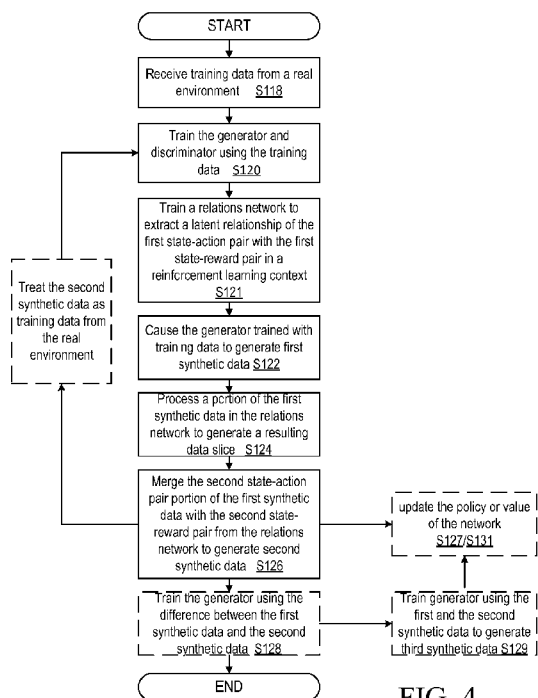 START
Receive training data from a real
environment S118
Train the generator and
discriminator using the training
data S120
Train a relations network to
extract a latent relationship of the
first state-action pair with the first
state-reward pair in a
reinforcement learning context
S121
Treat the second
synthetic data as
training data from
the real
environment
Cause the generator trained with
training data to generate first
synthetic data S122
Process a portion of the first
synthetic data in the relations
network to generate a resulting
data slice S124
Merge the second state-action
pair portion of the first synthetic
data with the second state-
reward pair from the relations
network to generate second
synthetic data S126
update the policy or value
of the network
S127/S131
Train the generator using the
difference between the first
synthetic data and the second
synthetic data S128
Train generator using the
first and the second
synthetic data to generate
third synthetic data S129
END
FIG. 4